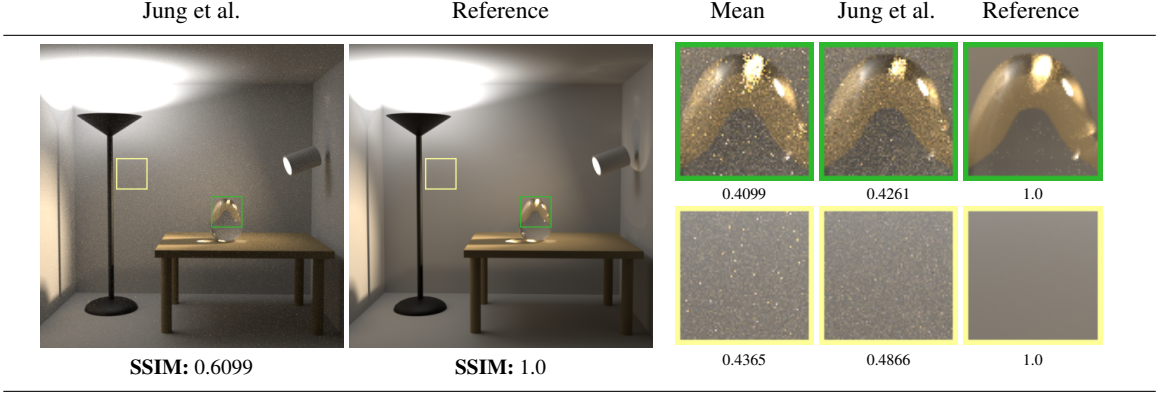 Jung et al. Reference Mean Jung et al. Reference
0.4099 0.4261 1.0
0.4365 0.4866 1.0
SSIM: 0.6099 SSIM: 1.0